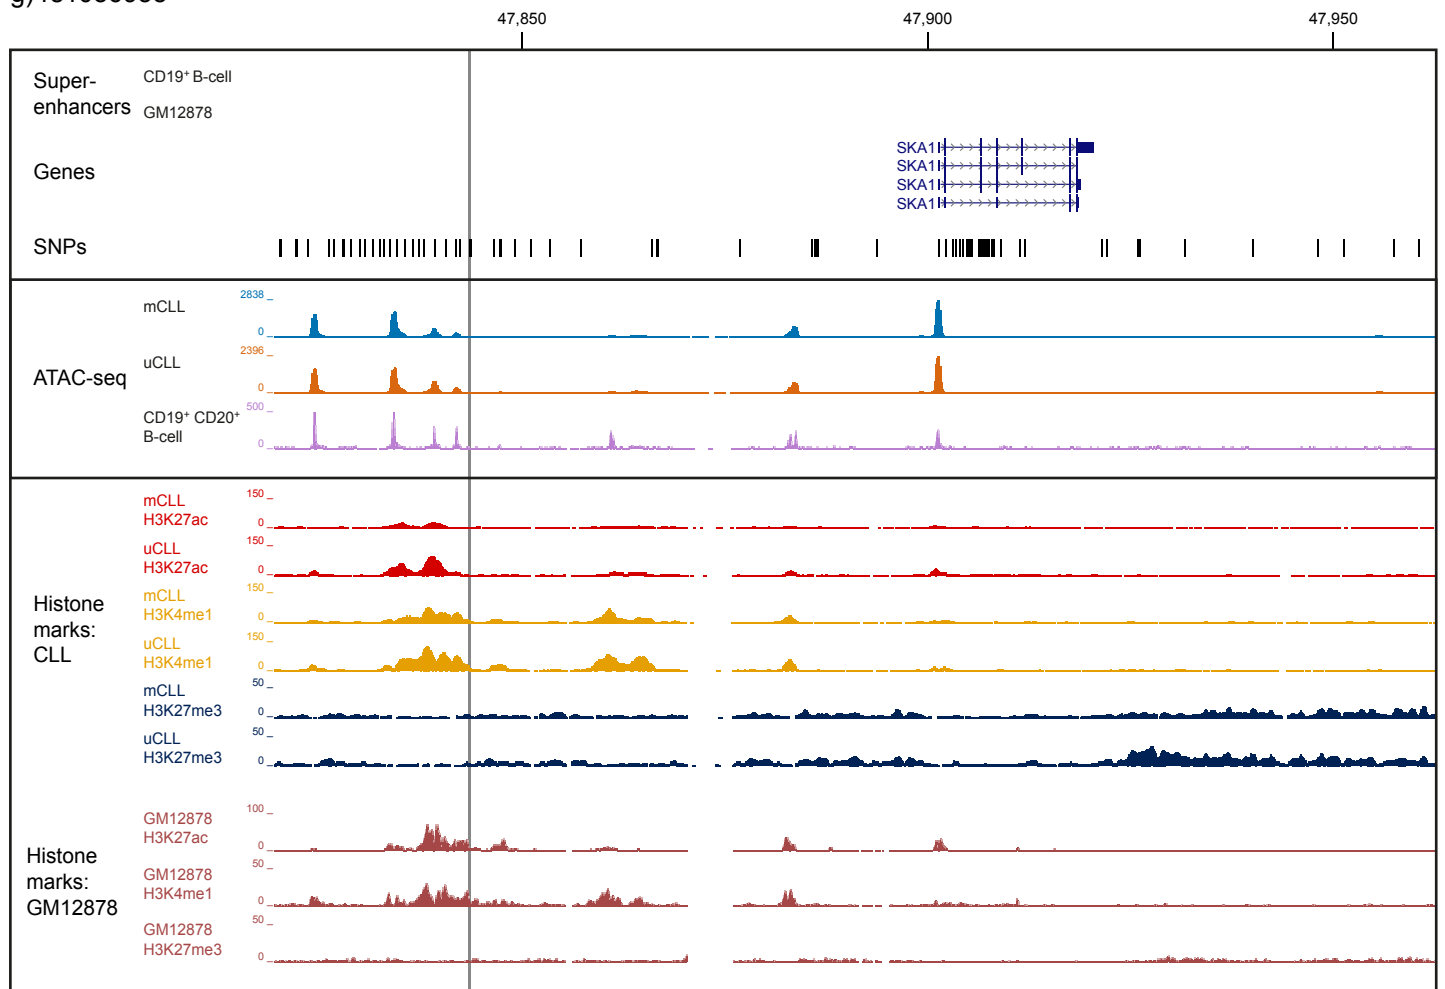 47,850 47,900 47,950
Super-
enhancers
CD19+ B-cell
GM12878
Genes
SKA1
SKA1
SKA1
SKA1
SNPs
ATAC-seq
mCLL
2838
0
uCLL
2396
0
CD19+ CD20+
B-cell
500
0
Histone
marks:
CLL
mCLL
H3K27ac
150
0
uCLL
H3K27ac
150
0
mCLL
H3K4me1
150
0
uCLL
H3K4me1
150
0
mCLL
H3K27me3
50
0
uCLL
H3K27me3
50
0
Histone
marks:
GM12878
GM12878
H3K27ac
100
0
GM12878
H3K4me1
50
0
GM12878
H3K27me3
50
0